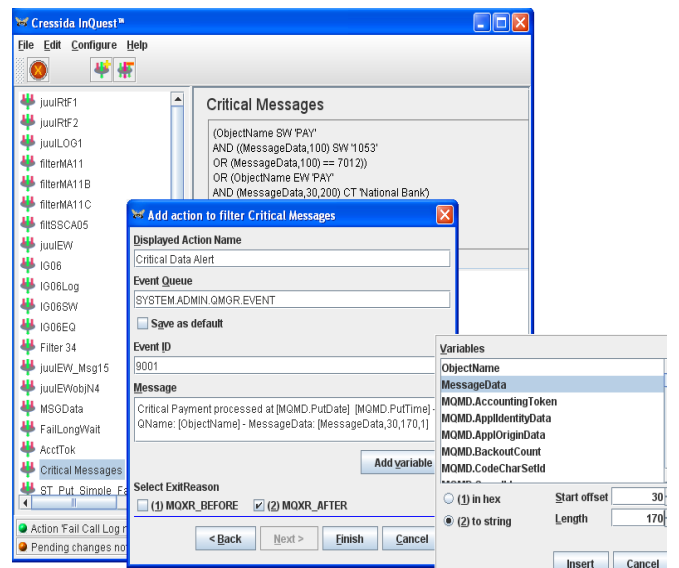 Cressida InQuest™
File Edit Configure Help
juulRtF1
juulRtF2
juulLOG1
filterMA11
filterMA11B
filterMA11C
filtSSCA05
juulEW
IG06
IG06Log
IG06SW
IG06EQ
Filter 34
juulEW_Msg15
juulEWobjN4
MSGData
FailLongWait
AcctTok
Critical Messages
ST_Put_Simple_Fa
Action 'Fail Call Log r
Pending changes no
Critical Messages
(ObjectName SW 'PAY'
AND ((MessageData,100) SW '1053'
OR (MessageData,100) == 7012))
OR (ObjectName EW 'PAY'
AND (MessageData,30,200) CT 'National Bank')
Add action to filter Critical Messages
Displayed Action Name
Critical Data Alert
Event Queue
SYSTEM.ADMIN.QMGR.EVENT
Save as default
Event ID
9001
Message
Critical Payment processed at [MQMD.PutDate] [MQMD.PutTime] -
QName: [ObjectName] - MessageData: [MessageData,30,170,1]
Add variable
Select ExitReason
(1) MQXR_BEFORE (2) MQXR_AFTER
< Back Next > Finish Cancel
Variables
ObjectName
MessageData
MQMD.AccountingToken
MQMD.ApplIdentityData
MQMD.ApplOriginData
MQMD.BackoutCount
MQMD.CodeCharSetId
(1) in hex Start offset 30
(2) to string Length 170
Insert Cancel